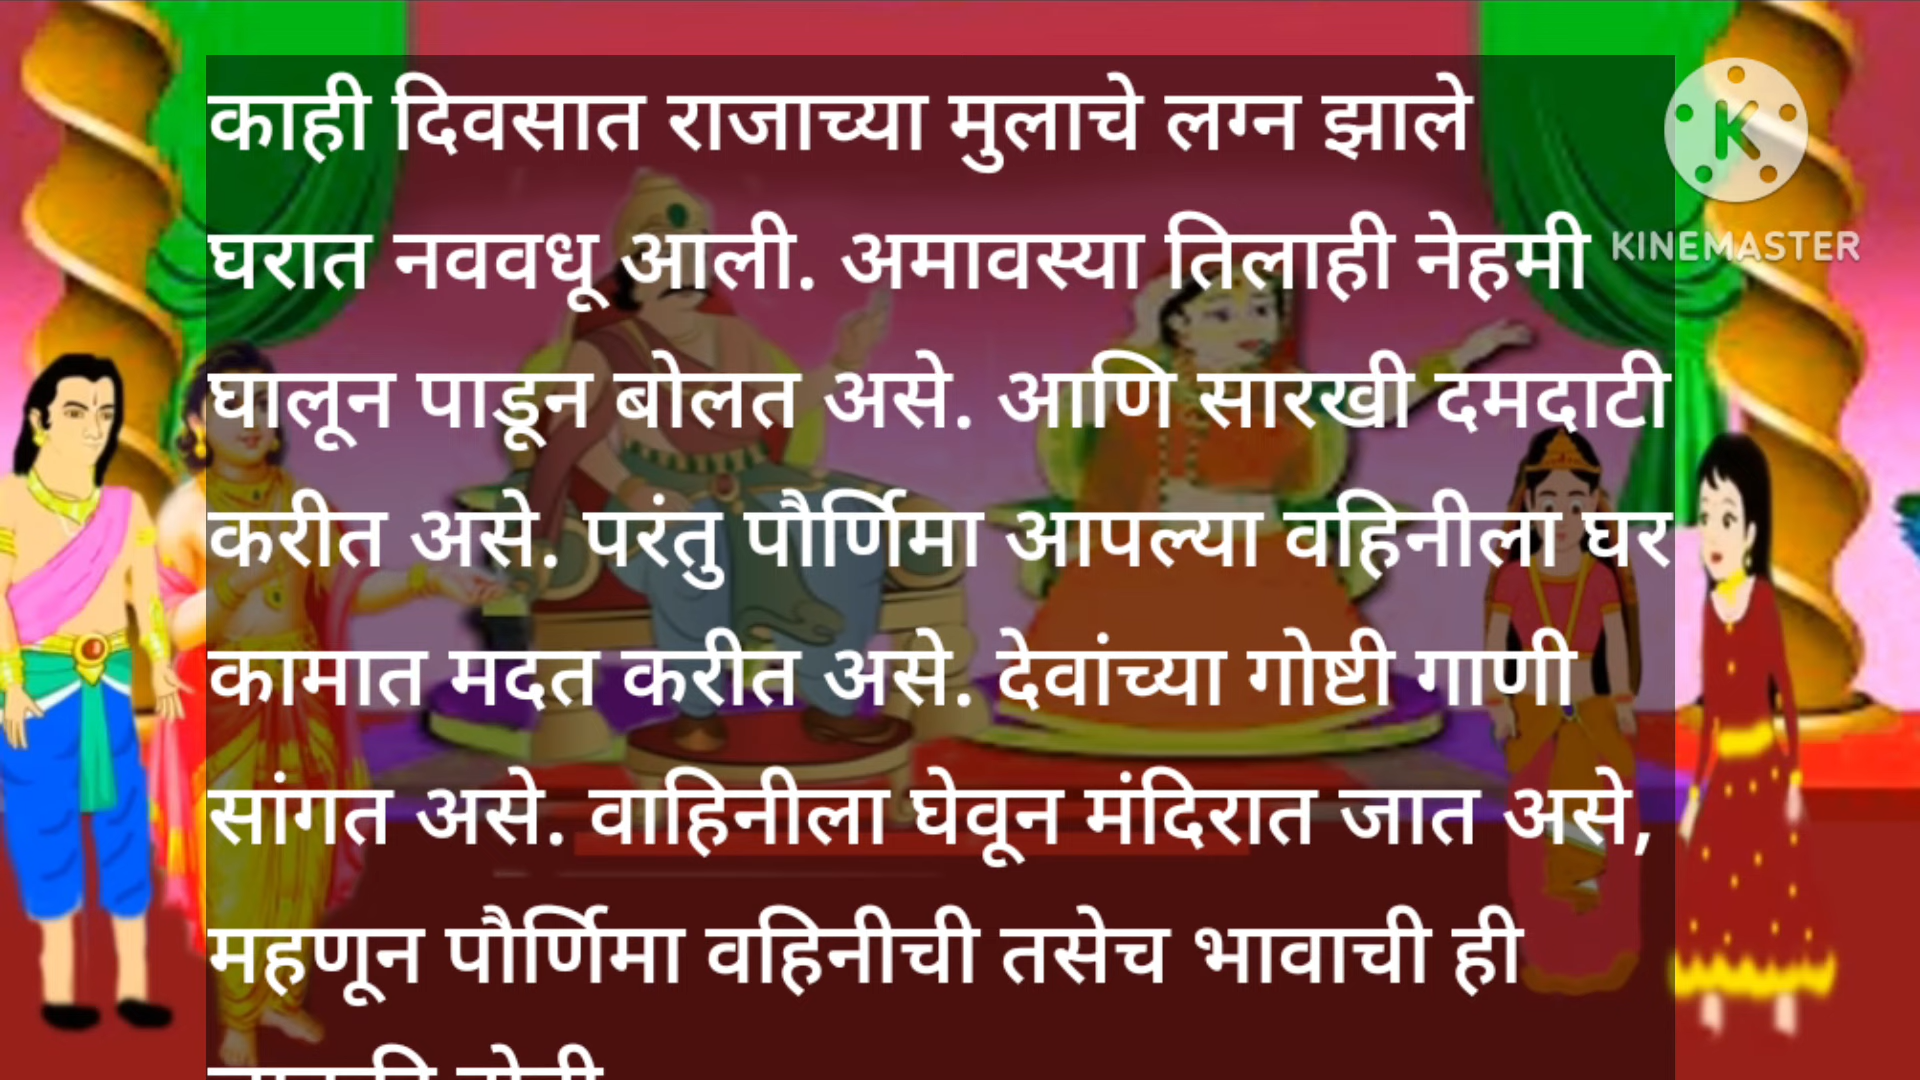 काही दिवसात राजाच्या मुलाचे लग्न झाले
घरात नववधू आली. अमावस्या तिलाही नेहमी
घालून पाडून बोलत असे. आणि सारखी दमदाटी
करीत असे. परंतु पौर्णिमा आपल्या वहिनीला घर
कामात मदत करीत असे. देवांच्या गोष्टी गाणी
सांगत असे. वाहिनीला घेवून मंदिरात जात असे,
महणून पौर्णिमा वहिनीची तसेच भावाची ही
K
KINEMASTER